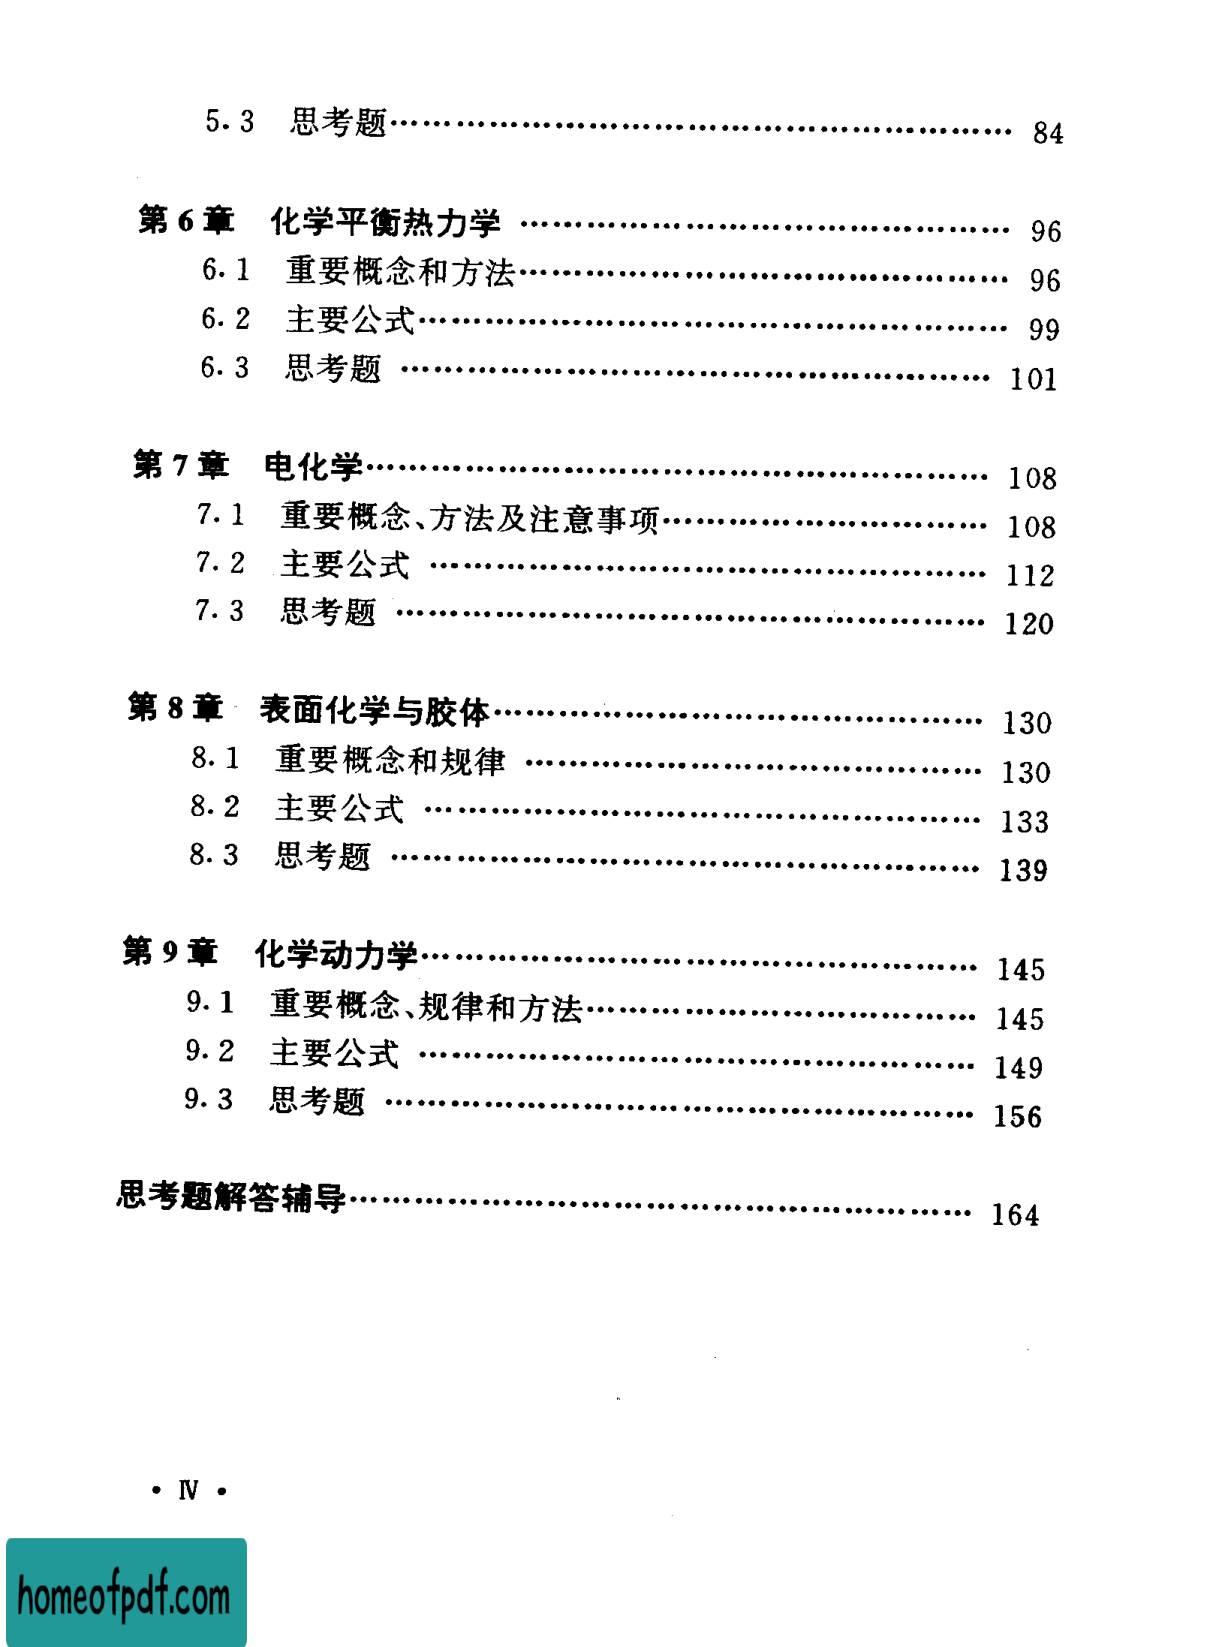 5.3 思考题 …… 84
第6章 化学平衡热力学 …… 96
6.1 重要概念和方法 …… 96
6.2 主要公式 …… 99
6.3 思考题 …… 101
第7章 电化学 …… 108
7.1 重要概念、方法及注意事项 …… 108
7.2 主要公式 …… 112
7.3 思考题 …… 120
第8章 表面化学与胶体 …… 130
8.1 重要概念和规律 …… 130
8.2 主要公式 …… 133
8.3 思考题 …… 139
第9章 化学动力学 …… 145
9.1 重要概念、规律和方法 …… 145
9.2 主要公式 …… 149
9.3 思考题 …… 156
思考题解答辅导 …… 164
• Ⅳ •
homeofpdf.com